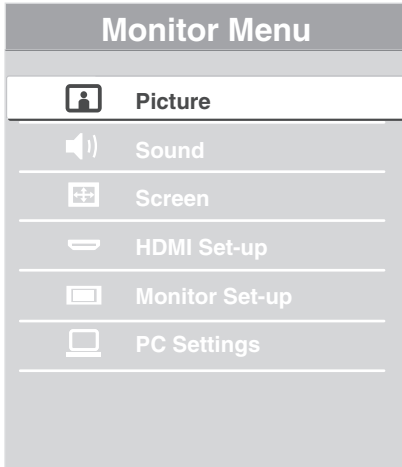 Monitor Menu
Picture
Sound
Screen
HDMI Set-up
Monitor Set-up
PC Settings